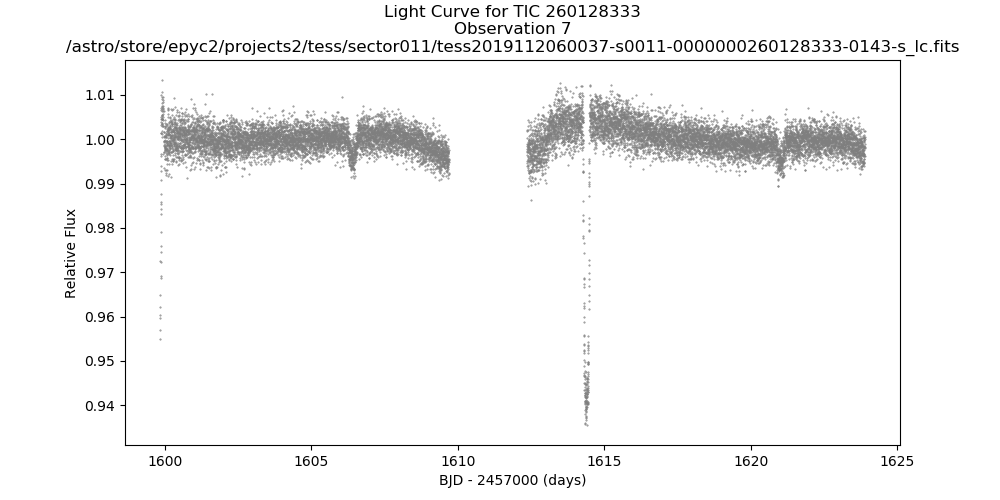 Light Curve for TIC 260128333
Observation 7
/astro/store/epyc2/projects2/tess/sector011/tess2019112060037-s0011-0000000260128333-0143-s_lc.fits
1.01
1.00
0.99
0.98
0.97
0.96
0.95
0.94
Relative Flux
1600 1605 1610 1615 1620 1625
BJD - 2457000 (days)